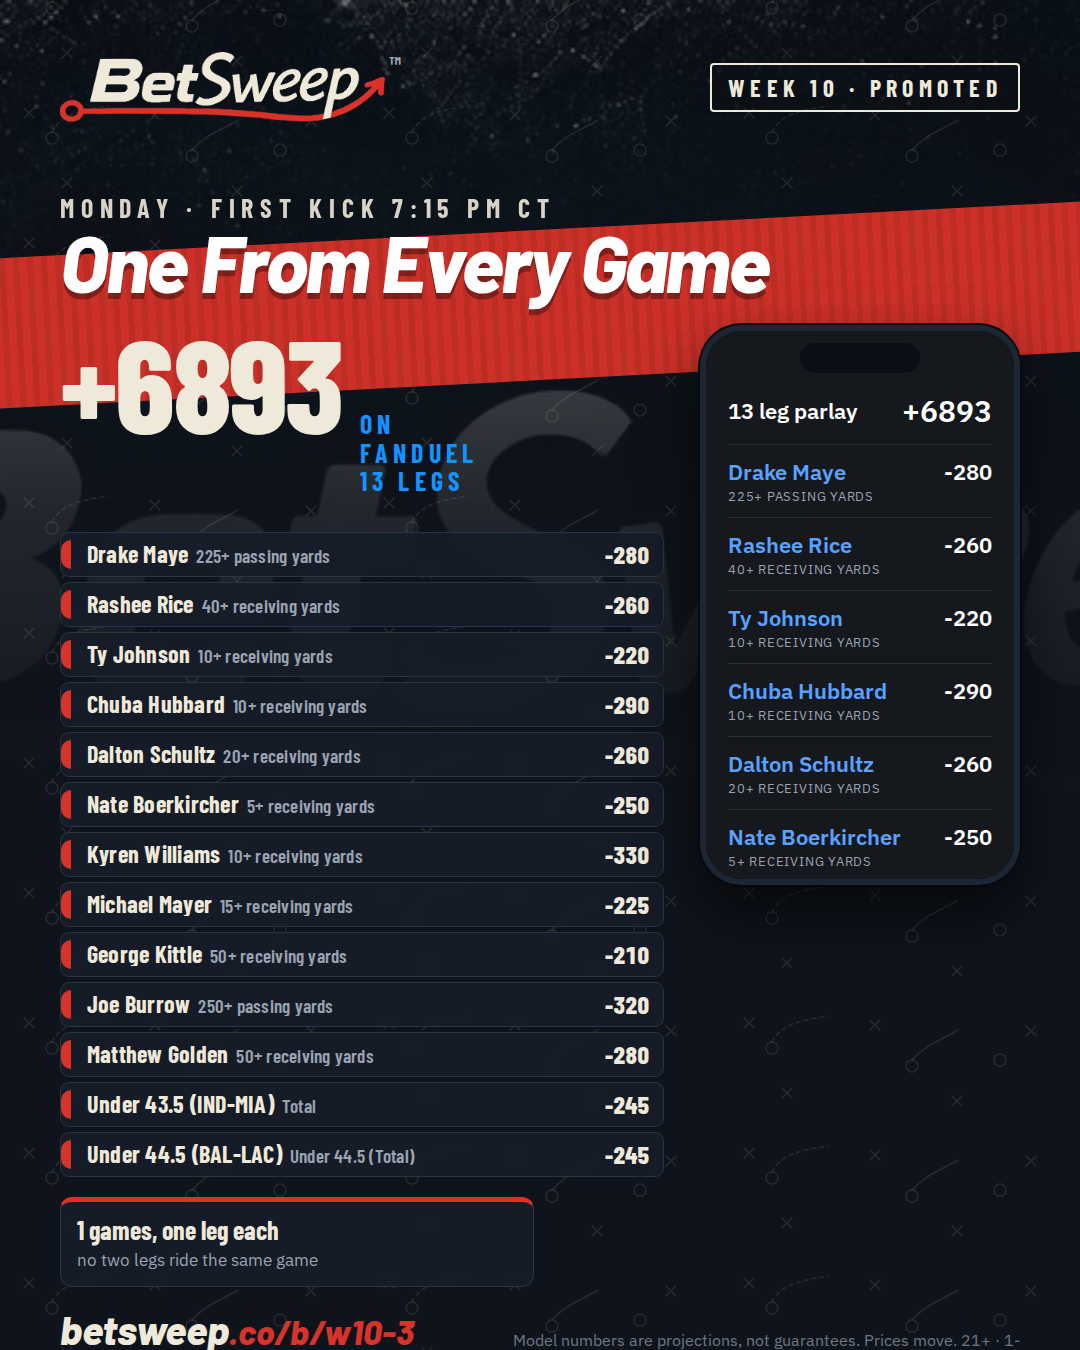 BetSweep™
WEEK 10 · PROMOTED
MONDAY · FIRST KICK 7:15 PM CT
One From Every Game
+6893
ON
FANDUEL
13 LEGS
Drake Maye 225+ passing yards -280
Rashee Rice 40+ receiving yards -260
Ty Johnson 10+ receiving yards -220
Chuba Hubbard 10+ receiving yards -290
Dalton Schultz 20+ receiving yards -260
Nate Boerkircher 5+ receiving yards -250
Kyren Williams 10+ receiving yards -330
Michael Mayer 15+ receiving yards -225
George Kittle 50+ receiving yards -210
Joe Burrow 250+ passing yards -320
Matthew Golden 50+ receiving yards -280
Under 43.5 (IND-MIA) Total -245
Under 44.5 (BAL-LAC) Under 44.5 (Total) -245
13 leg parlay +6893
Drake Maye -280
225+ PASSING YARDS
Rashee Rice -260
40+ RECEIVING YARDS
Ty Johnson -220
10+ RECEIVING YARDS
Chuba Hubbard -290
10+ RECEIVING YARDS
Dalton Schultz -260
20+ RECEIVING YARDS
Nate Boerkircher -250
5+ RECEIVING YARDS
1 games, one leg each
no two legs ride the same game
betsweep.co/b/w10-3
Model numbers are projections, not guarantees. Prices move. 21+ · 1-